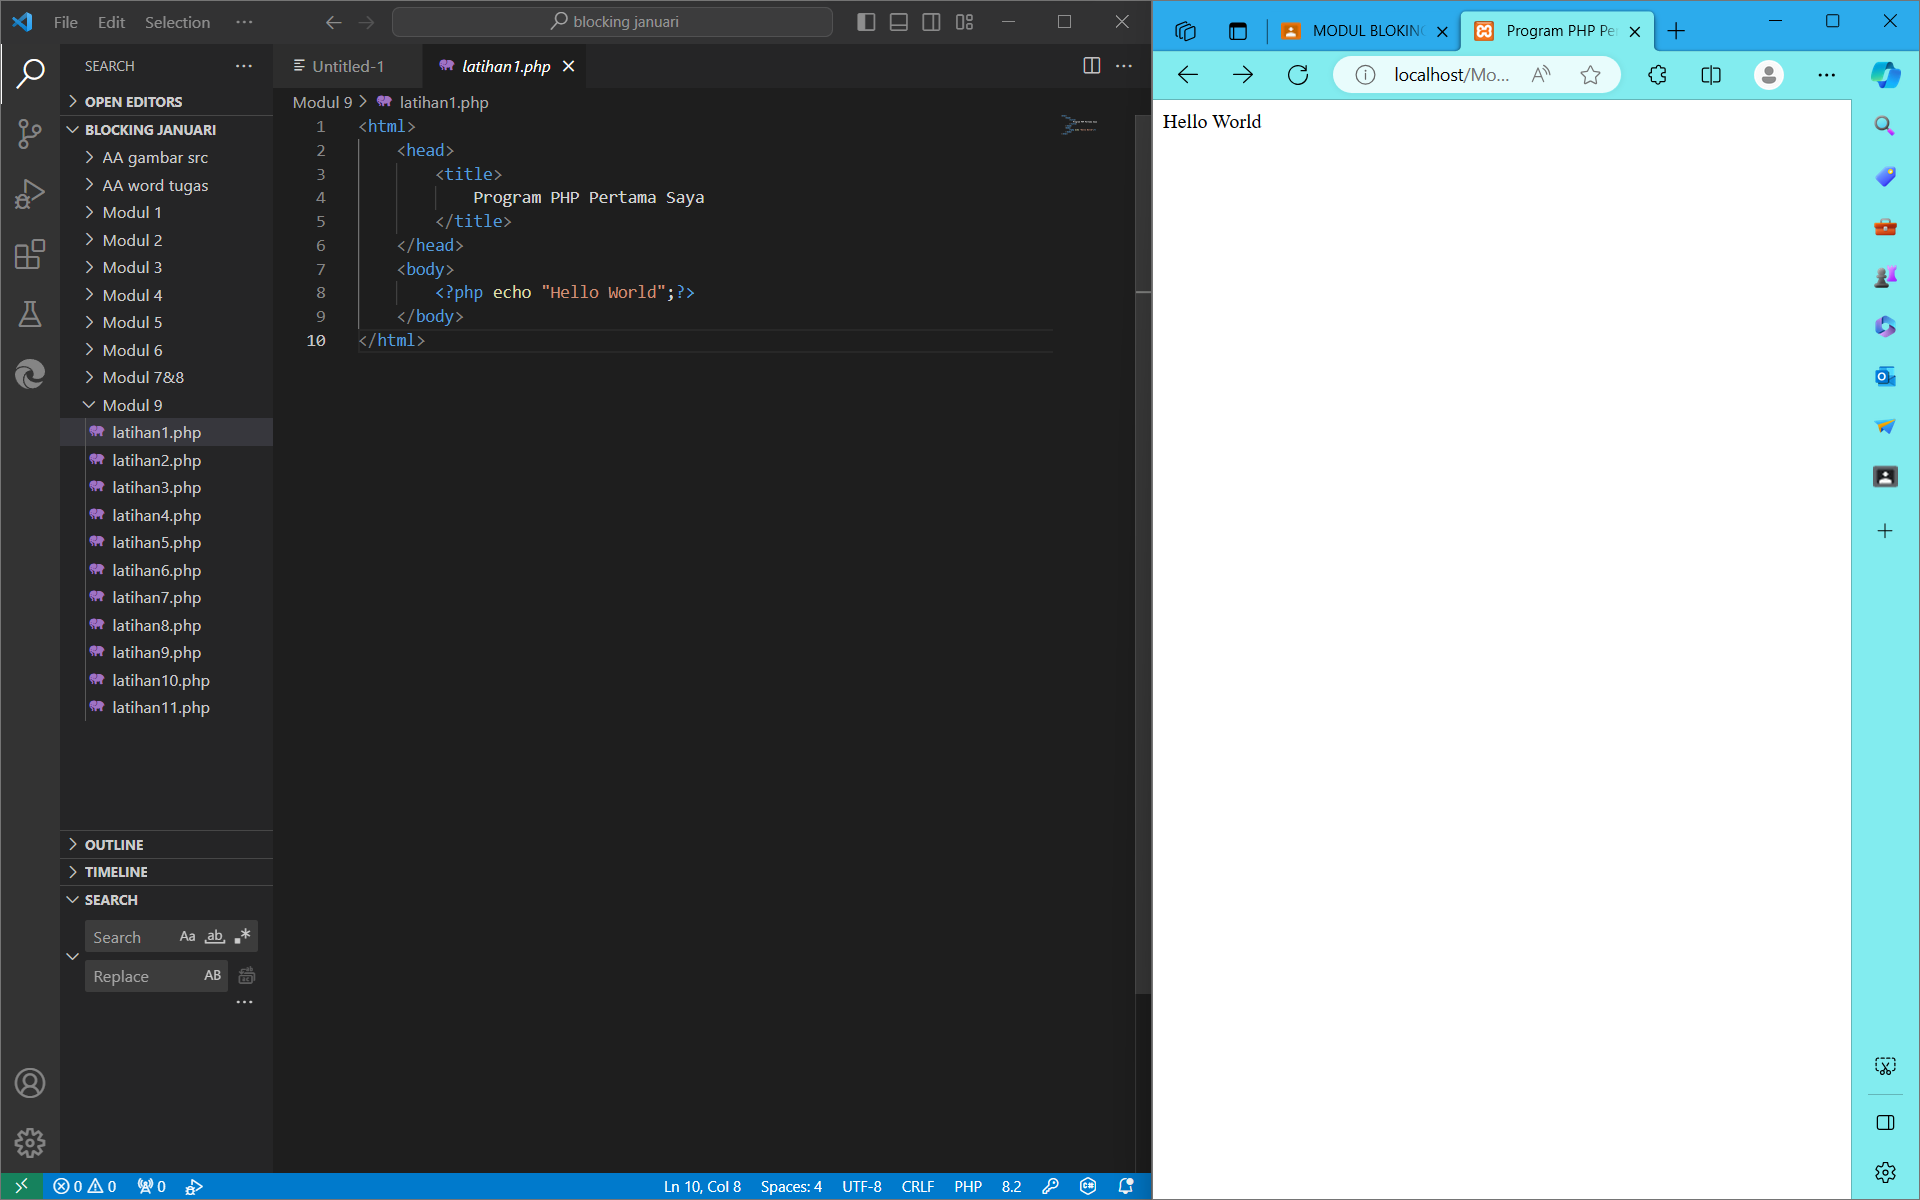 File Edit Selection ···
blocking januari
SEARCH
OPEN EDITORS
BLOCKING JANUARI
AA gambar src
AA word tugas
Modul 1
Modul 2
Modul 3
Modul 4
Modul 5
Modul 6
Modul 7&8
Modul 9
latihan1.php
latihan2.php
latihan3.php
latihan4.php
latihan5.php
latihan6.php
latihan7.php
latihan8.php
latihan9.php
latihan10.php
latihan11.php
OUTLINE
TIMELINE
SEARCH
Search Aa ab .*
Replace AB
Untitled-1 latihan1.php
Modul 9 > latihan1.php
1 <html>
2 <head>
3 <title>
4 Program PHP Pertama Saya
5 </title>
6 </head>
7 <body>
8 <?php echo "Hello World";?>
9 </body>
10 </html>
0 0 0
Ln 10, Col 8 Spaces: 4 UTF-8 CRLF PHP 8.2
MODUL BLOKING Program PHP Per
localhost/Mo...
Hello World